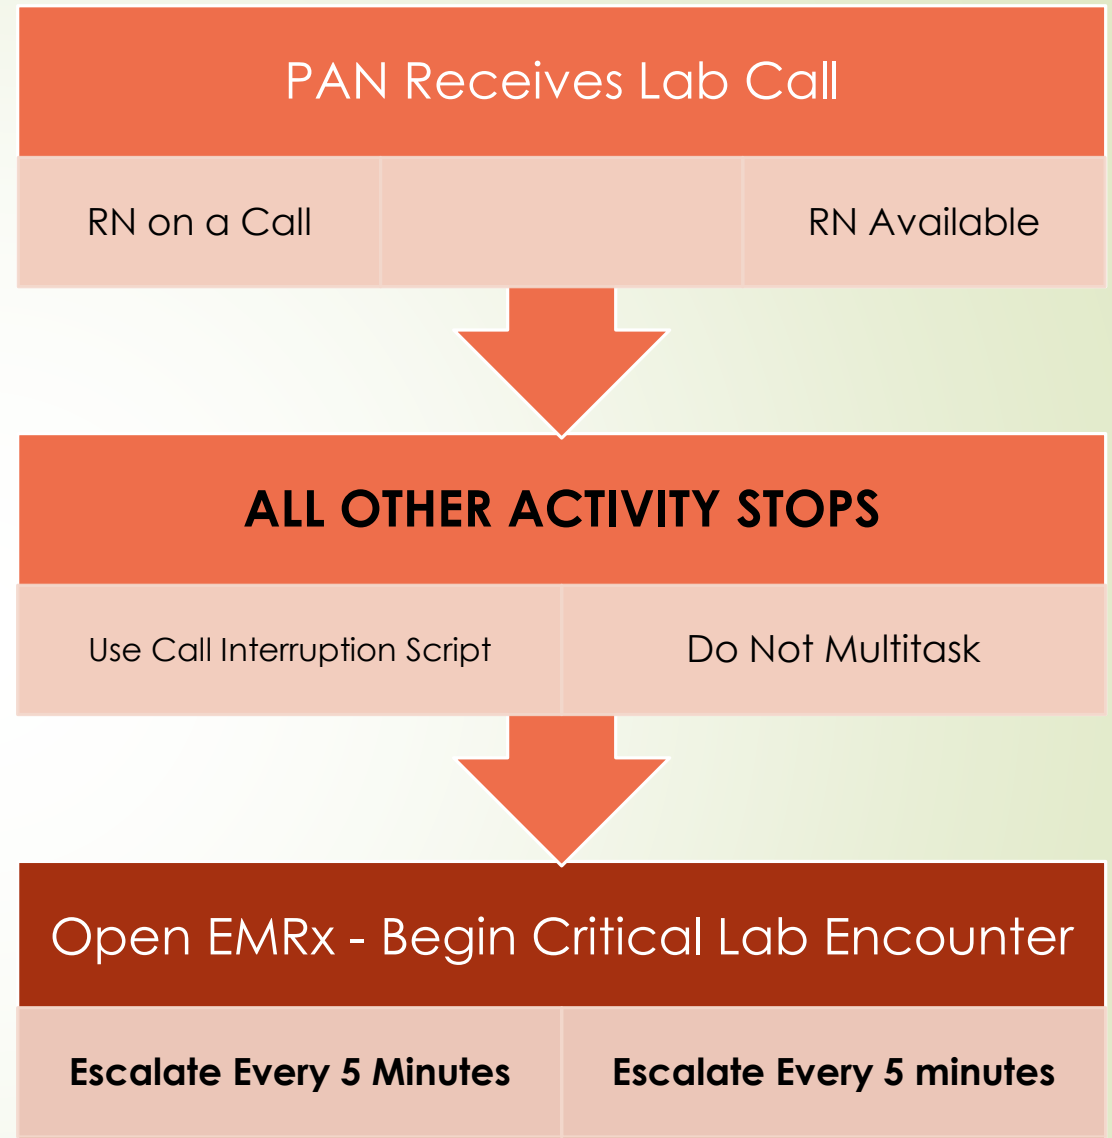 PAN Receives Lab Call
RN on a Call
RN Available
ALL OTHER ACTIVITY STOPS
Use Call Interruption Script
Do Not Multitask
Open EMRx - Begin Critical Lab Encounter
Escalate Every 5 Minutes
Escalate Every 5 minutes